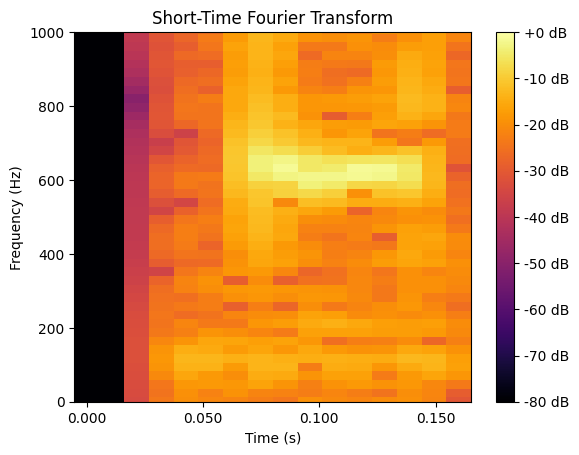 Short-Time Fourier Transform
1000
800
600
400
200
0
Frequency (Hz)
0.000
0.050
0.100
0.150
Time (s)
+0 dB
-10 dB
-20 dB
-30 dB
-40 dB
-50 dB
-60 dB
-70 dB
-80 dB